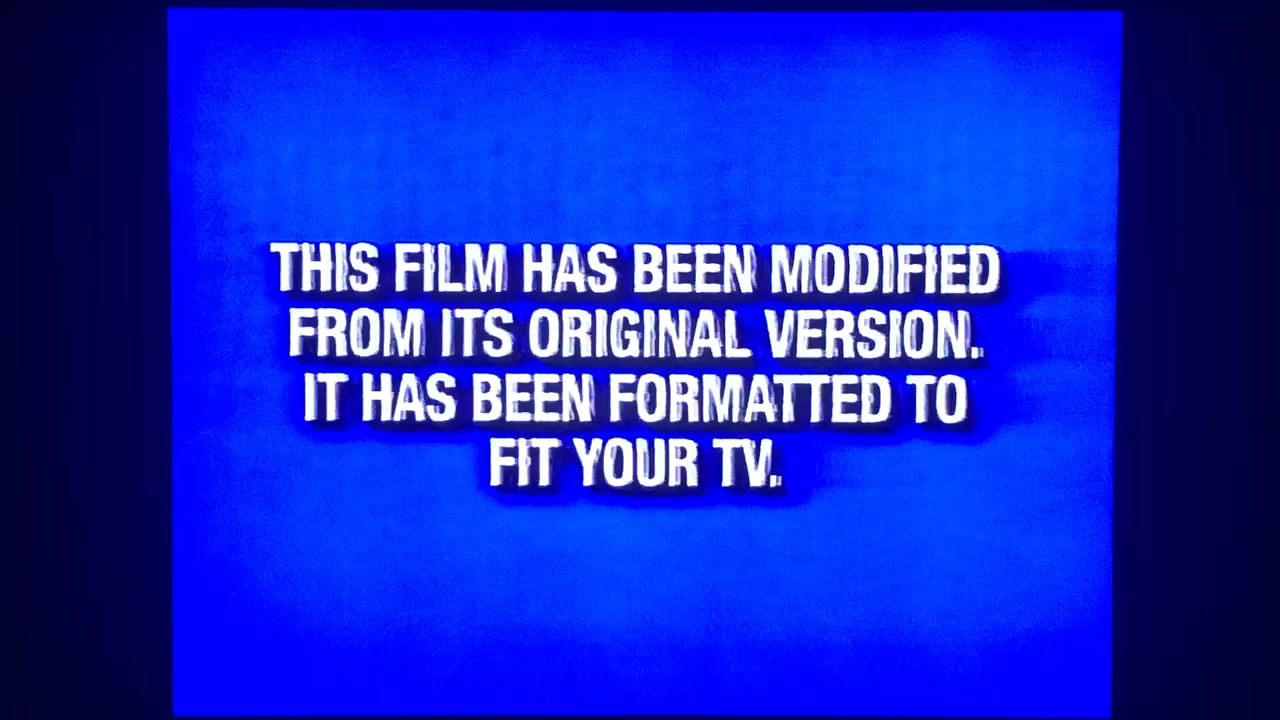 THIS FILM HAS BEEN MODIFIED
FROM ITS ORIGINAL VERSION.
IT HAS BEEN FORMATTED TO
FIT YOUR TV.